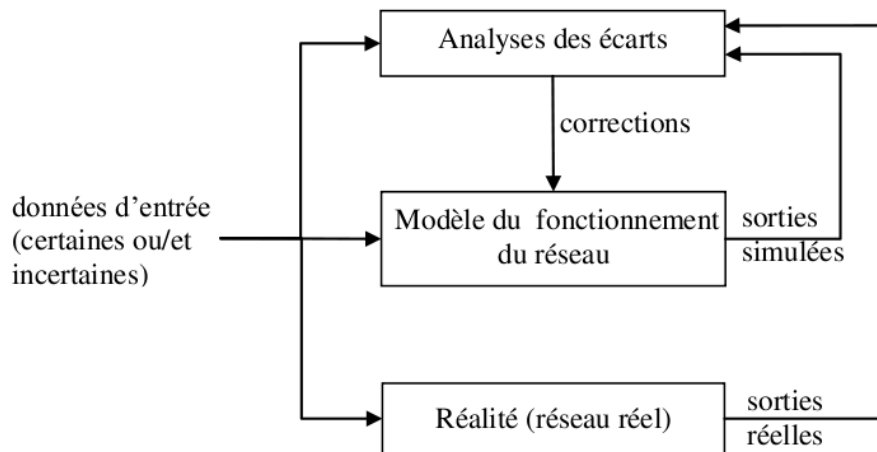 Analyses des écarts
corrections
données d'entrée
(certaines ou/et
incertaines)
Modèle du fonctionnement
du réseau
sorties
simulées
Réalité (réseau réel)
sorties
réelles